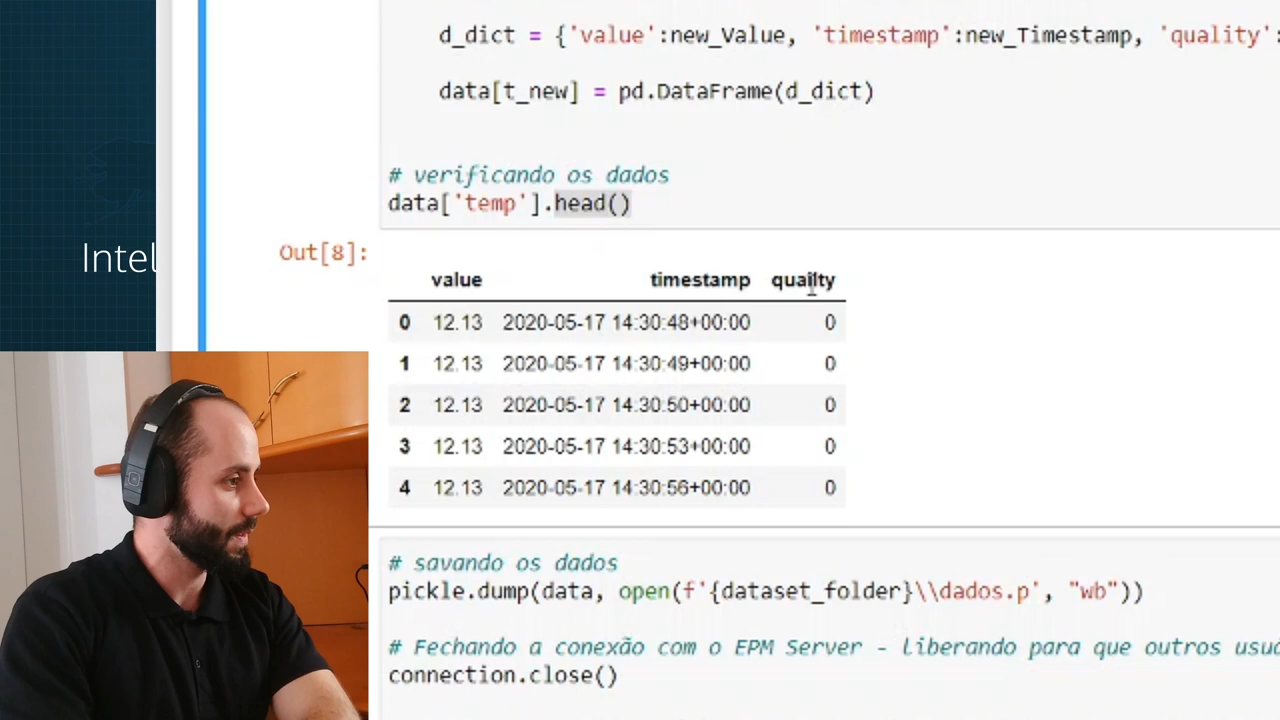 d_dict = {'value':new_Value, 'timestamp':new_Timestamp, 'quality':
data[t_new] = pd.DataFrame(d_dict)
# verificando os dados
data['temp'].head()
Intel
Out[8]:
value timestamp quailty
0 12.13 2020-05-17 14:30:48+00:00 0
1 12.13 2020-05-17 14:30:49+00:00 0
2 12.13 2020-05-17 14:30:50+00:00 0
3 12.13 2020-05-17 14:30:53+00:00 0
4 12.13 2020-05-17 14:30:56+00:00 0
# savando os dados
pickle.dump(data, open(f'{dataset_folder}\\dados.p', "wb"))
# Fechando a conexão com o EPM Server - liberando para que outros usuá
connection.close()